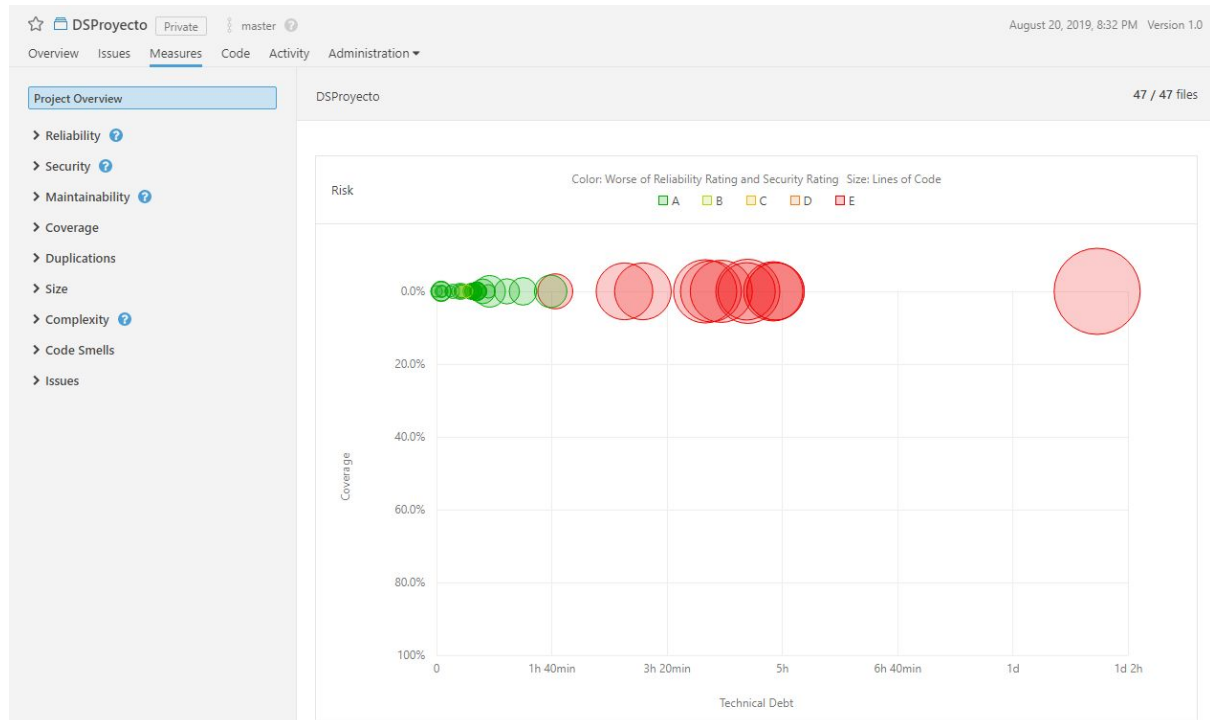 DSProyecto Private master August 20, 2019, 8:32 PM Version 1.0
Overview Issues Measures Code Activity Administration
Project Overview
DSProyecto 47 / 47 files
Reliability
Security
Maintainability
Coverage
Duplications
Size
Complexity
Code Smells
Issues
Risk
Color: Worse of Reliability Rating and Security Rating Size: Lines of Code
A B C D E
0.0%
20.0%
40.0%
60.0%
80.0%
100%
Coverage
0 1h 40min 3h 20min 5h 6h 40min 1d 1d 2h
Technical Debt